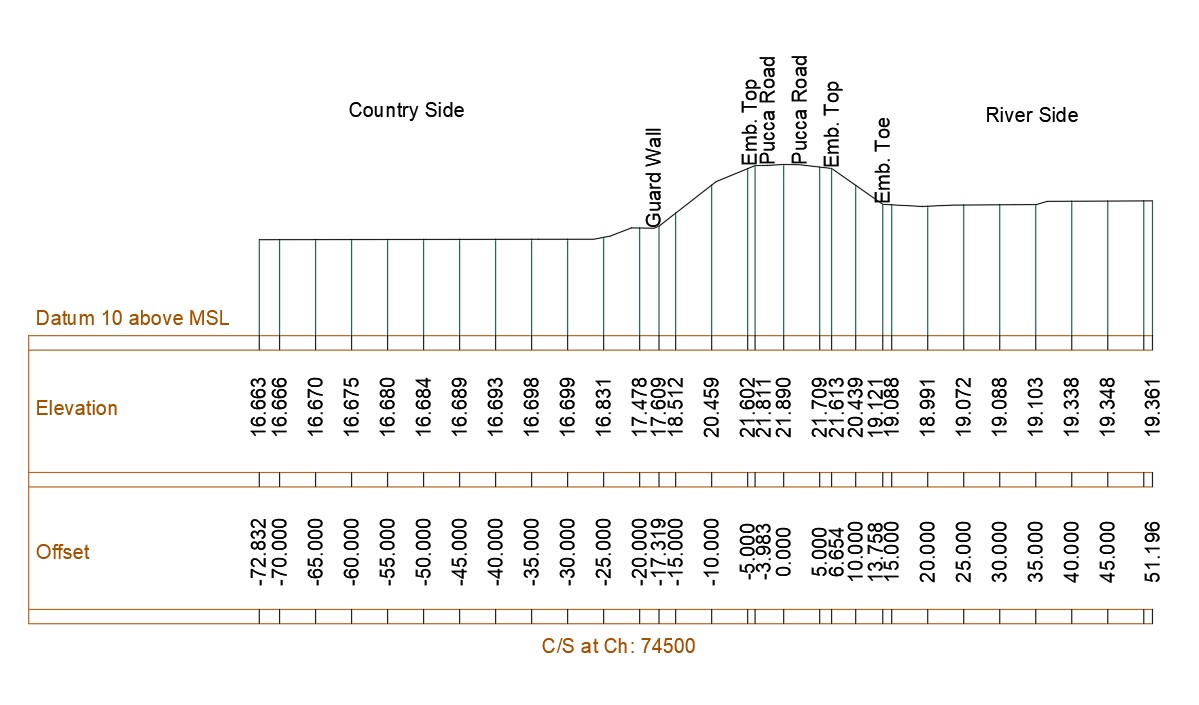 Country Side
River Side
Guard Wall
Emb. Top
Pucca Road
Pucca Road
Emb. Top
Emb. Toe
Datum 10 above MSL
Elevation 16.663 16.666 16.670 16.675 16.680 16.684 16.689 16.693 16.698 16.699 16.831 17.478 17.609 18.512 20.459 21.602 21.811 21.890 21.709 21.613 20.439 19.121 19.088 18.991 19.072 19.088 19.103 19.338 19.348 19.361
Offset -72.832 -70.000 -65.000 -60.000 -55.000 -50.000 -45.000 -40.000 -35.000 -30.000 -25.000 -20.000 -17.319 -15.000 -10.000 -5.000 -3.983 0.000 5.000 6.654 10.000 13.758 15.000 20.000 25.000 30.000 35.000 40.000 45.000 51.196
C/S at Ch: 74500